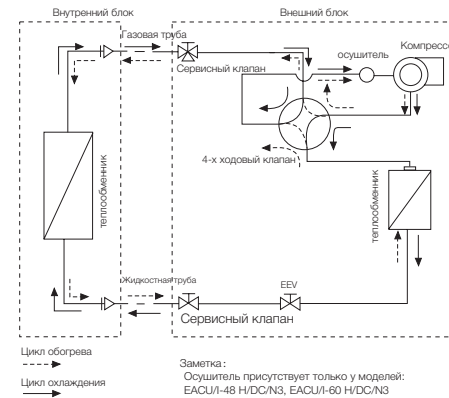 Внутренний блок
Внешний блок
Газовая труба
Сервисный клапан
осушитель
Компрессо
4-х ходовый клапан
теплообменник
теплообменник
Жидкостная труба
EEV
Сервисный клапан
Цикл обогрева
Цикл охлаждения
Заметка:
Осушитель присутствует только у моделей:
EACU/I-48 H/DC/N3, EACU/I-60 H/DC/N3